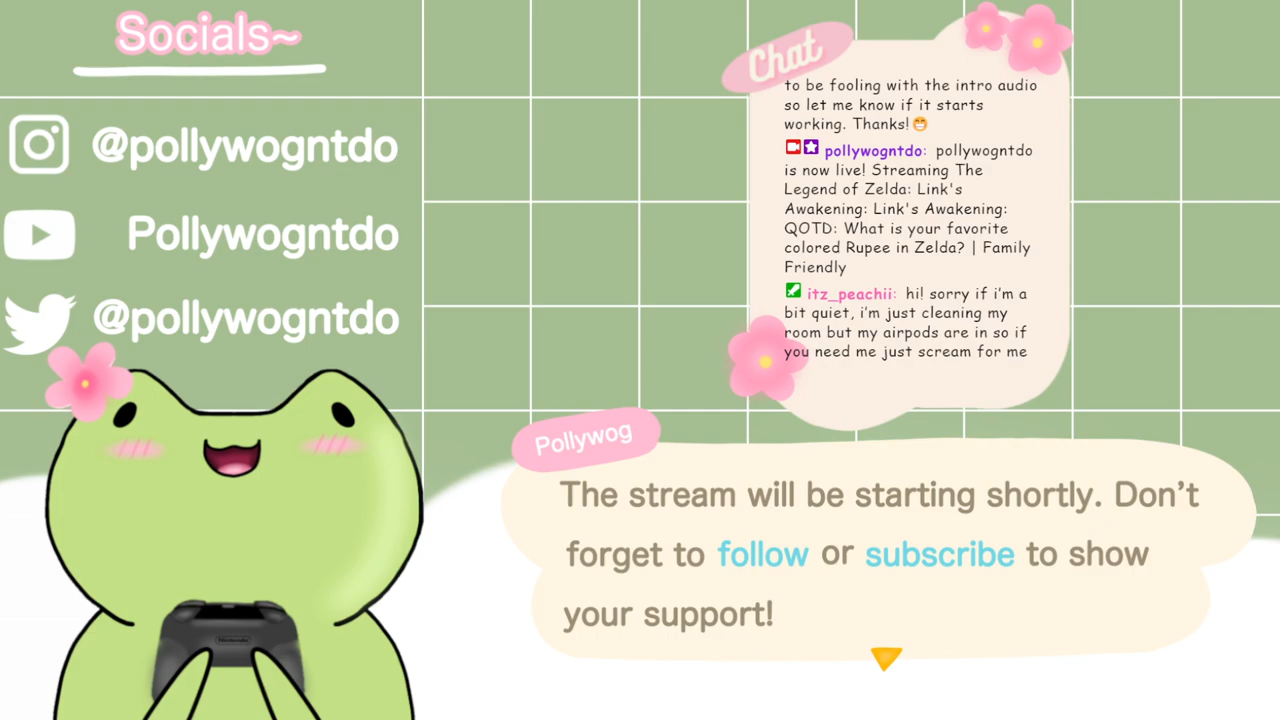 Socials~
@pollywogntdo
Pollywogntdo
@pollywogntdo
Chat
to be fooling with the intro audio
so let me know if it starts
working. Thanks!😁
pollywogntdo: pollywogntdo
is now live! Streaming The
Legend of Zelda: Link's
Awakening: Link's Awakening:
QOTD: What is your favorite
colored Rupee in Zelda? | Family
Friendly
itz_peachii: hi! sorry if i'm a
bit quiet, i'm just cleaning my
room but my airpods are in so if
you need me just scream for me
Pollywog
The stream will be starting shortly. Don't
forget to follow or subscribe to show
your support!
Nintendo